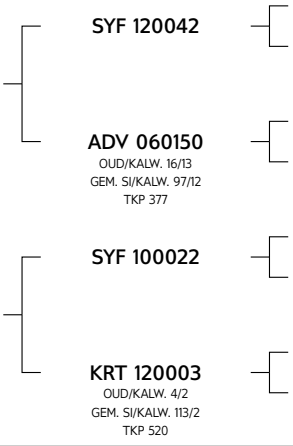 SYF 120042
ADV 060150
OUD/KALW. 16/13
GEM. SI/KALW. 97/12
TKP 377
SYF 100022
KRT 120003
OUD/KALW. 4/2
GEM. SI/KALW. 113/2
TKP 520